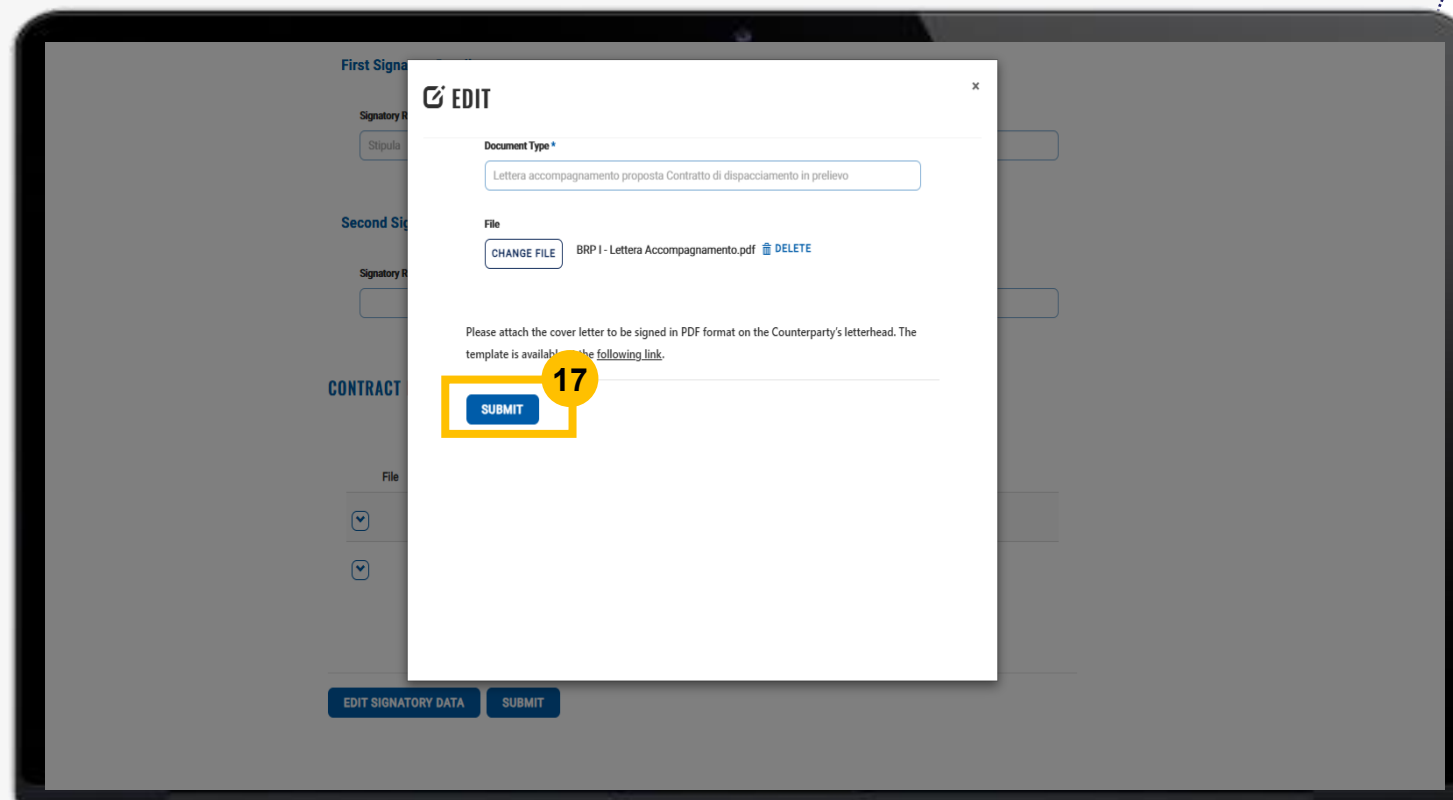 First Signa
EDIT
x
Signatory R
Stipula
Document Type *
Lettera accompagnamento proposta Contratto di dispacciamento in prelievo
Second Sig
File
CHANGE FILE
BRP I - Lettera Accompagnamento.pdf
DELETE
Signatory R
Please attach the cover letter to be signed in PDF format on the Counterparty's letterhead. The
template is availab he following link.
17
CONTRACT
SUBMIT
File
EDIT SIGNATORY DATA
SUBMIT